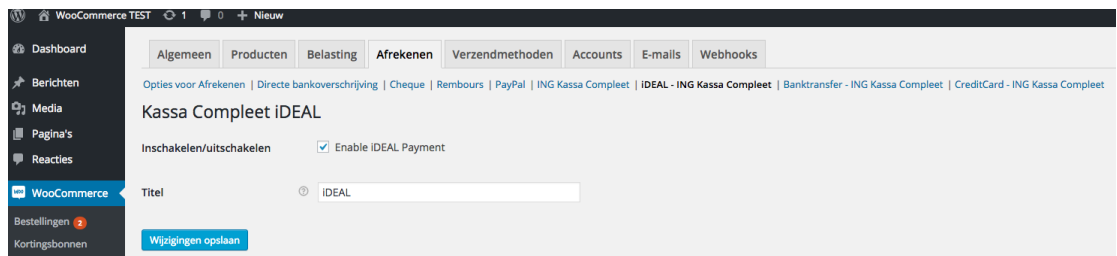 WooCommerce TEST 1 0 + Nieuw
Dashboard
Berichten
Media
Pagina's
Reacties
WooCommerce
Bestellingen 2
Kortingsbonnen
Algemeen Producten Belasting Afrekenen Verzendmethoden Accounts E-mails Webhooks
Opties voor Afrekenen | Directe bankoverschrijving | Cheque | Rembours | PayPal | ING Kassa Compleet | iDEAL - ING Kassa Compleet | Banktransfer - ING Kassa Compleet | CreditCard - ING Kassa Compleet
Kassa Compleet iDEAL
Inschakelen/uitschakelen Enable iDEAL Payment
Titel iDEAL
Wijzigingen opslaan